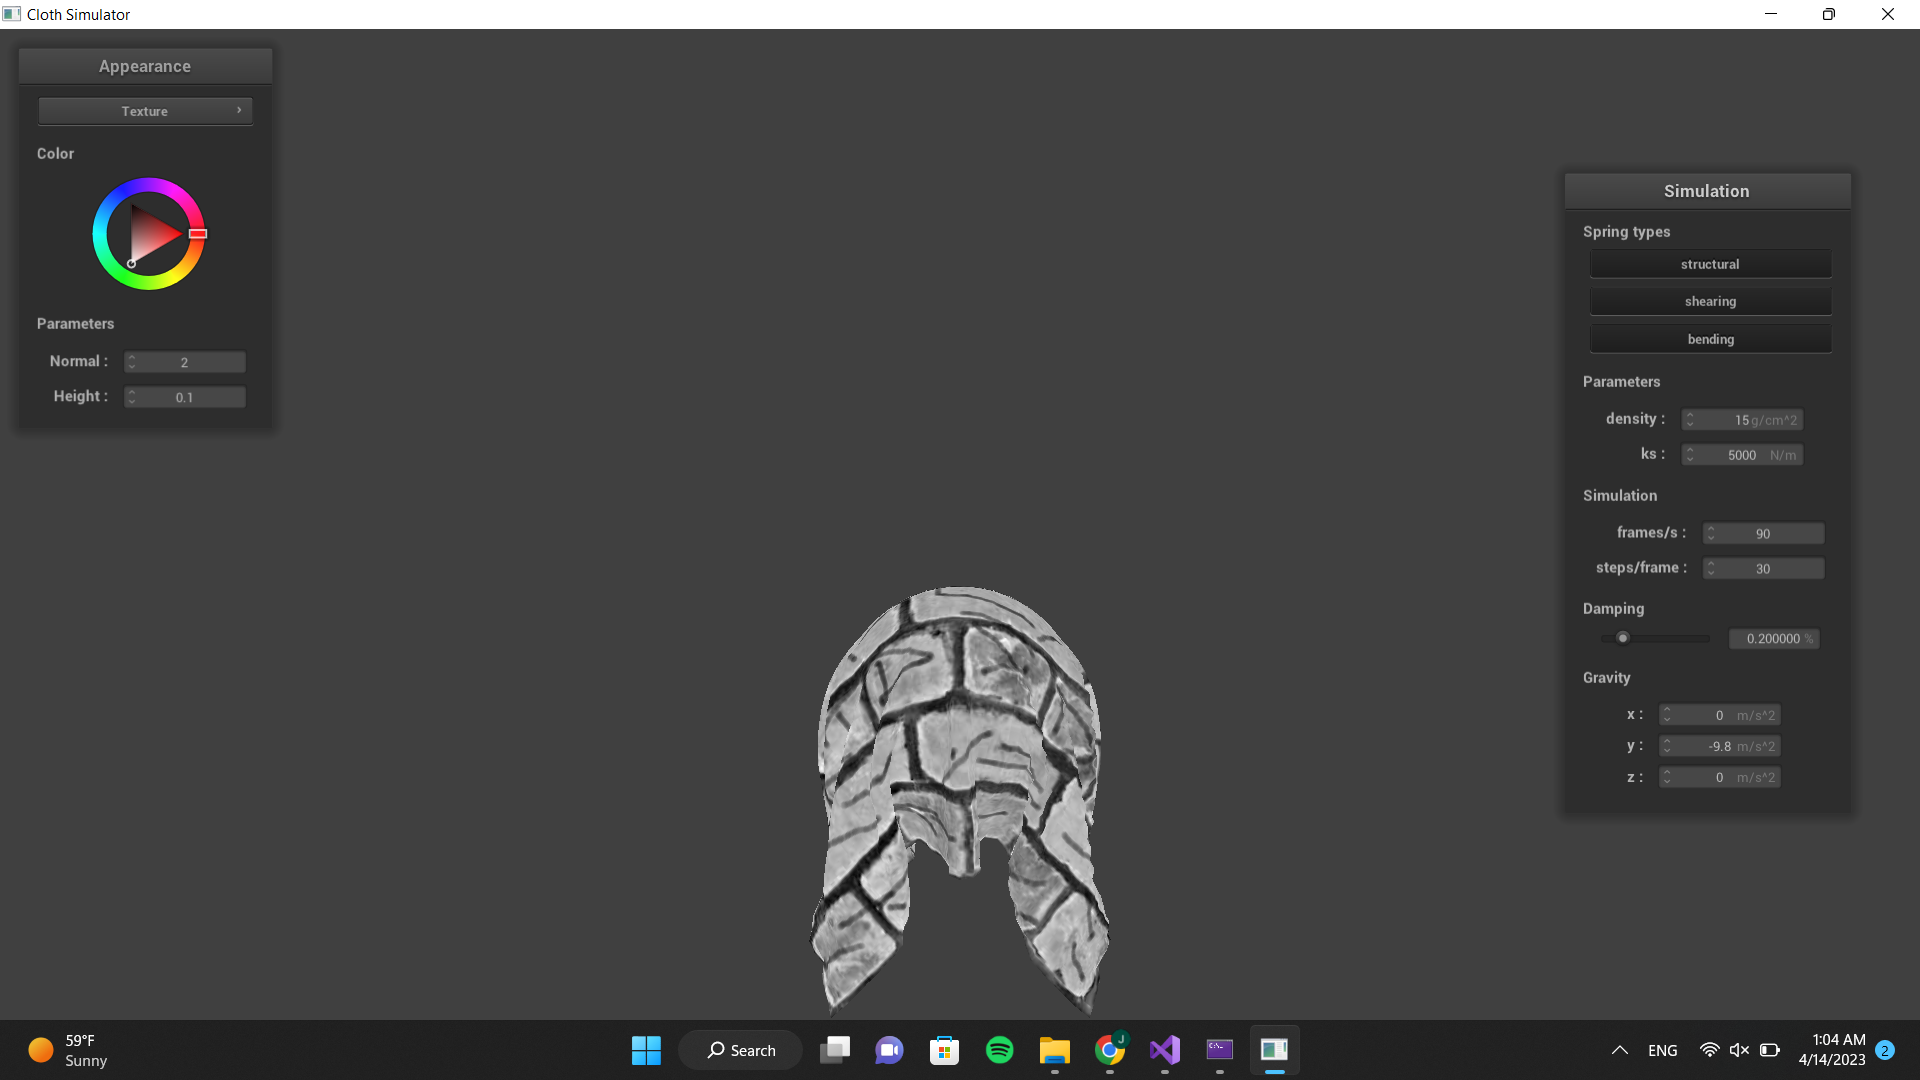 Cloth Simulator
Appearance
Texture
Color
Parameters
Normal : 2
Height : 0.1
Simulation
Spring types
structural
shearing
bending
Parameters
density : 15 g/cm^2
ks : 5000 N/m
Simulation
frames/s : 90
steps/frame : 30
Damping
0.200000 %
Gravity
x : 0 m/s^2
y : -9.8 m/s^2
z : 0 m/s^2
59°F
Sunny
Search
J
C:\_
ENG
1:04 AM
4/14/2023
2